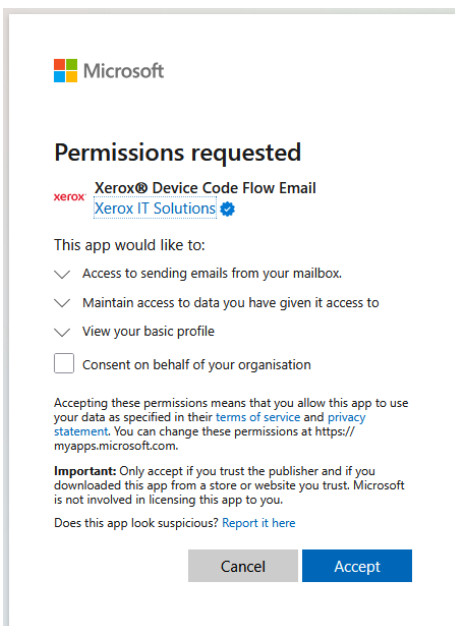 Microsoft
Permissions requested
xerox
Xerox® Device Code Flow Email
Xerox IT Solutions
This app would like to:
Access to sending emails from your mailbox.
Maintain access to data you have given it access to
View your basic profile
Consent on behalf of your organisation
Accepting these permissions means that you allow this app to use
your data as specified in their terms of service and privacy
statement. You can change these permissions at https://
myapps.microsoft.com.
Important: Only accept if you trust the publisher and if you
downloaded this app from a store or website you trust. Microsoft
is not involved in licensing this app to you.
Does this app look suspicious? Report it here
Cancel Accept